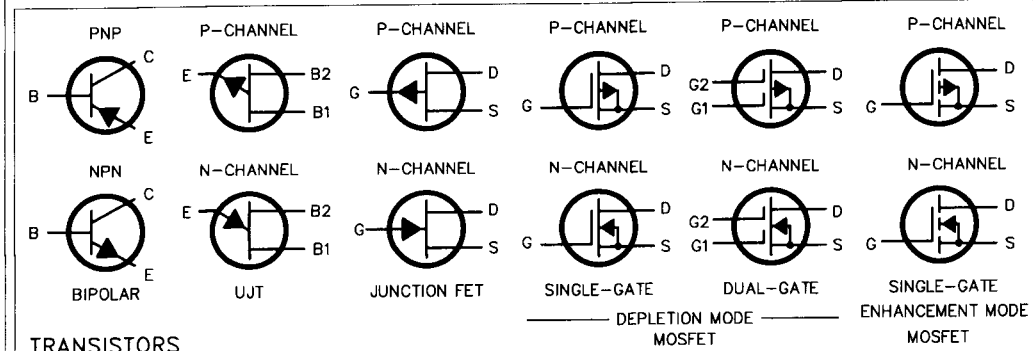 PNP P-CHANNEL P-CHANNEL P-CHANNEL P-CHANNEL P-CHANNEL
B C E
E B2 B1
G D S
G D S
G2 G1 D S
G D S
NPN N-CHANNEL N-CHANNEL N-CHANNEL N-CHANNEL N-CHANNEL
B C E
E B2 B1
G D S
G D S
G2 G1 D S
G D S
BIPOLAR UJT JUNCTION FET SINGLE-GATE DUAL-GATE SINGLE-GATE
DEPLETION MODE ENHANCEMENT MODE
MOSFET MOSFET
TRANSISTORS